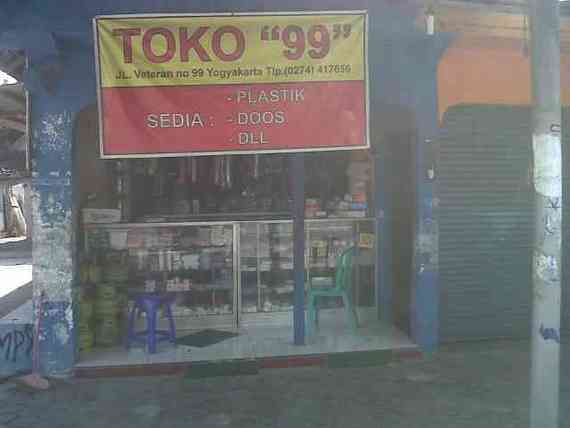 TOKO “99”
JL. Veteran no 99 Yogyakarta Tlp.(0274) 417656
SEDIA : - PLASTIK
- DOOS
- DLL